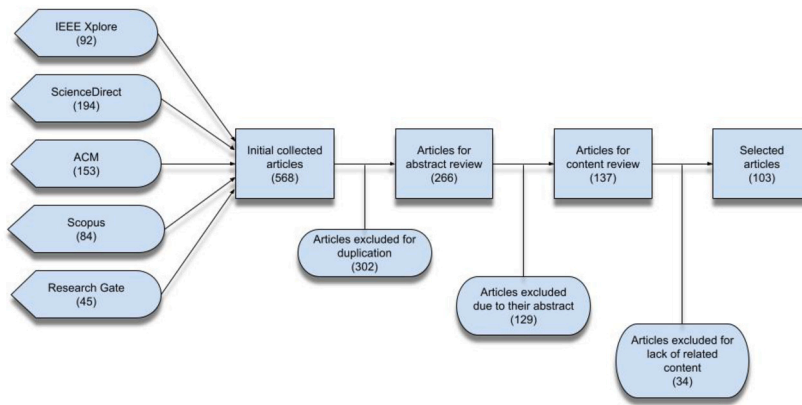 IEEE Xplore
(92)
ScienceDirect
(194)
ACM
(153)
Scopus
(84)
Research Gate
(45)
Initial collected
articles
(568)
Articles for
abstract review
(266)
Articles for
content review
(137)
Selected
articles
(103)
Articles excluded for
duplication
(302)
Articles excluded
due to their abstract
(129)
Articles excluded for
lack of related
content
(34)